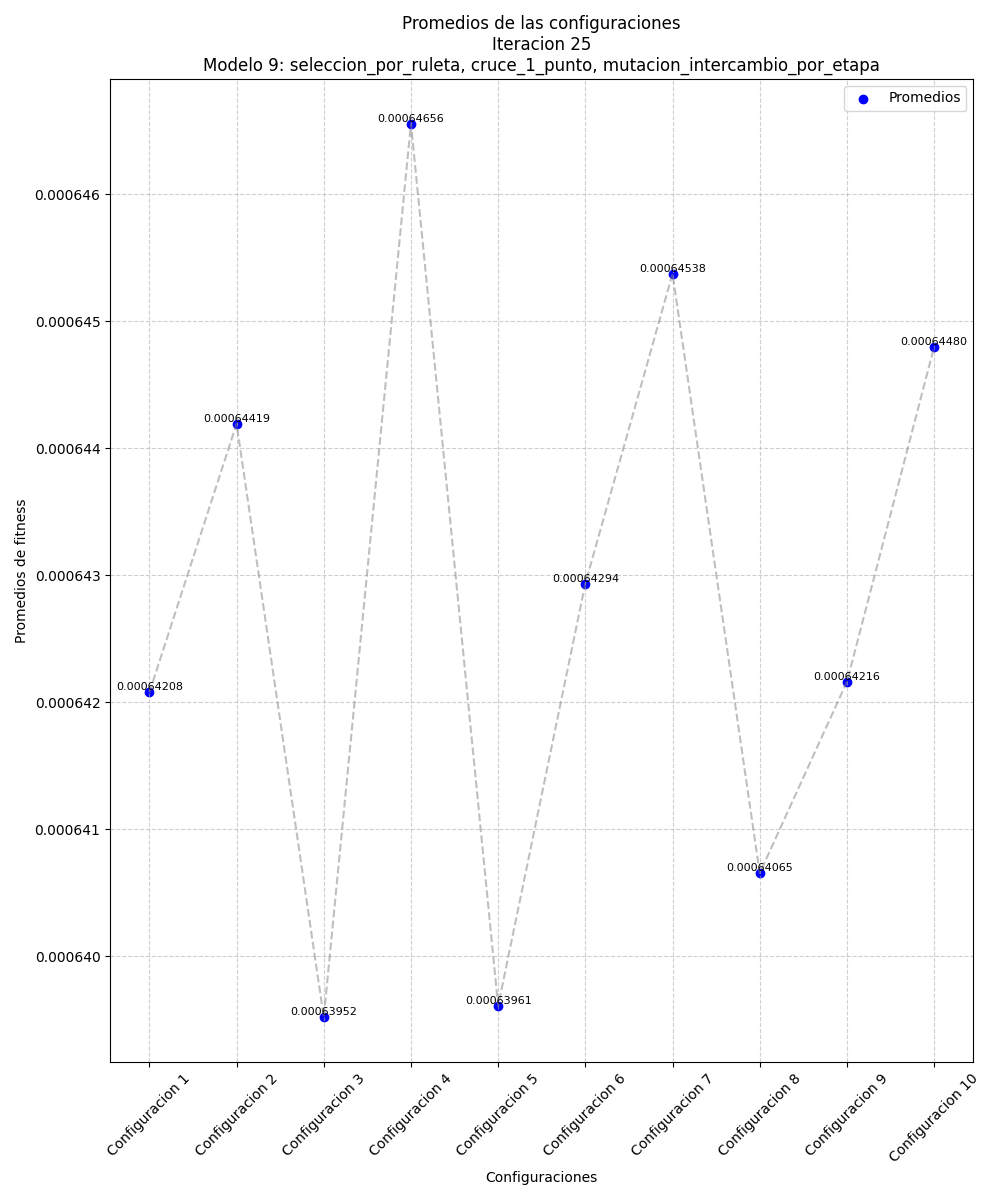 Promedios de las configuraciones
Iteracion 25
Modelo 9: seleccion_por_ruleta, cruce_1_punto, mutacion_intercambio_por_etapa
Promedios
0.000646
0.000645
0.000644
0.000643
0.000642
0.000641
0.000640
Promedios de fitness
0.00064208
0.00064419
0.00063952
0.00064656
0.00063961
0.00064294
0.00064538
0.00064065
0.00064216
0.00064480
Configuracion 1
Configuracion 2
Configuracion 3
Configuracion 4
Configuracion 5
Configuracion 6
Configuracion 7
Configuracion 8
Configuracion 9
Configuracion 10
Configuraciones